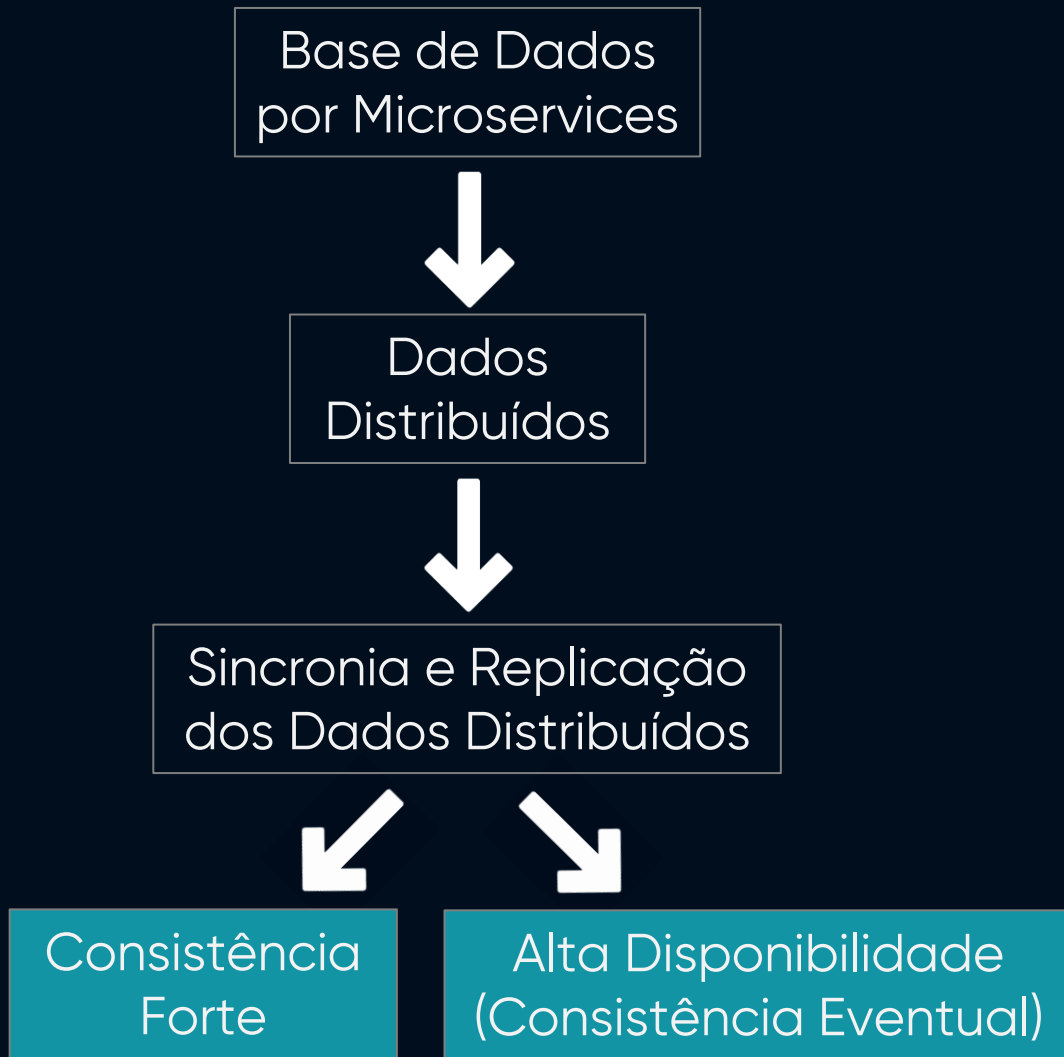 Base de Dados
por Microservices
Dados
Distribuídos
Sincronia e Replicação
dos Dados Distribuídos
Consistência
Forte
Alta Disponibilidade
(Consistência Eventual)